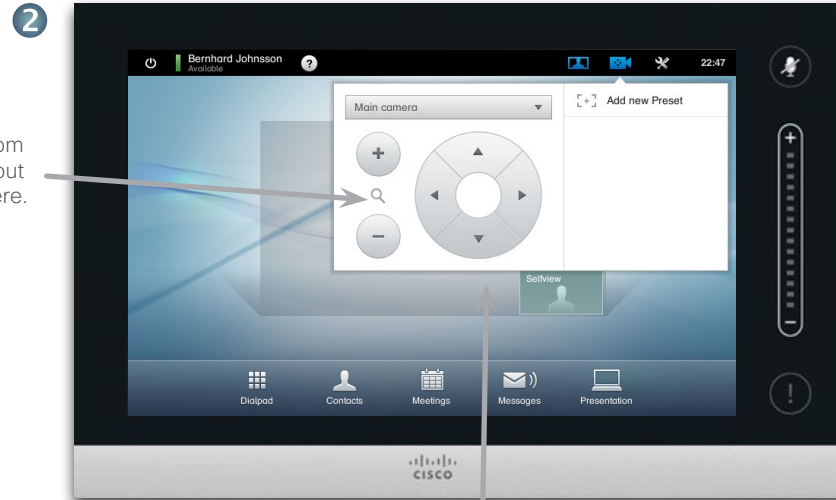 2
Bernhard Johnsson
Available
?
22:47
Main camera
Add new Preset
om
out
ere.
Selfview
Dialpad
Contacts
Meetings
Messages
Presentation
CISCO